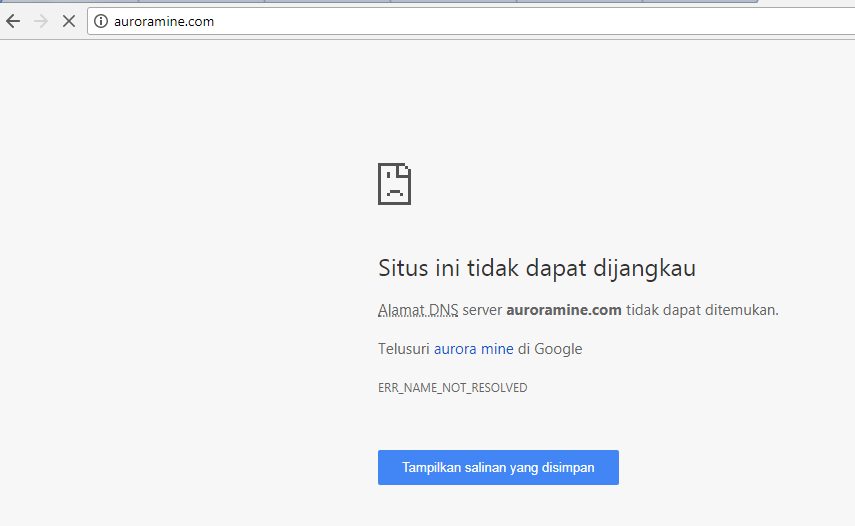 auroramine.com
Situs ini tidak dapat dijangkau
Alamat DNS server auroramine.com tidak dapat ditemukan.
Telusuri aurora mine di Google
ERR_NAME_NOT_RESOLVED
Tampilkan salinan yang disimpan